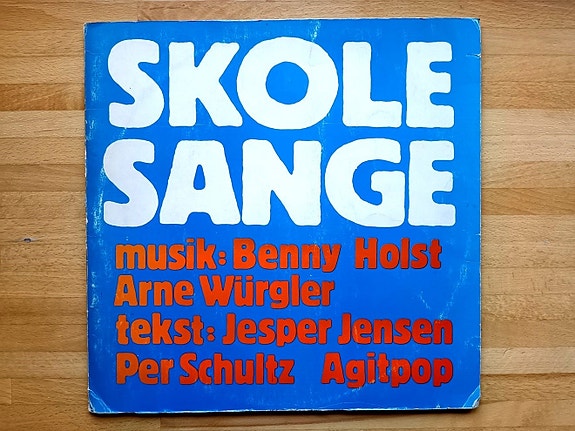 SKOLE
SANGE
musik: Benny Holst
Arne Würgler
tekst: Jesper Jensen
Per Schultz Agitpop